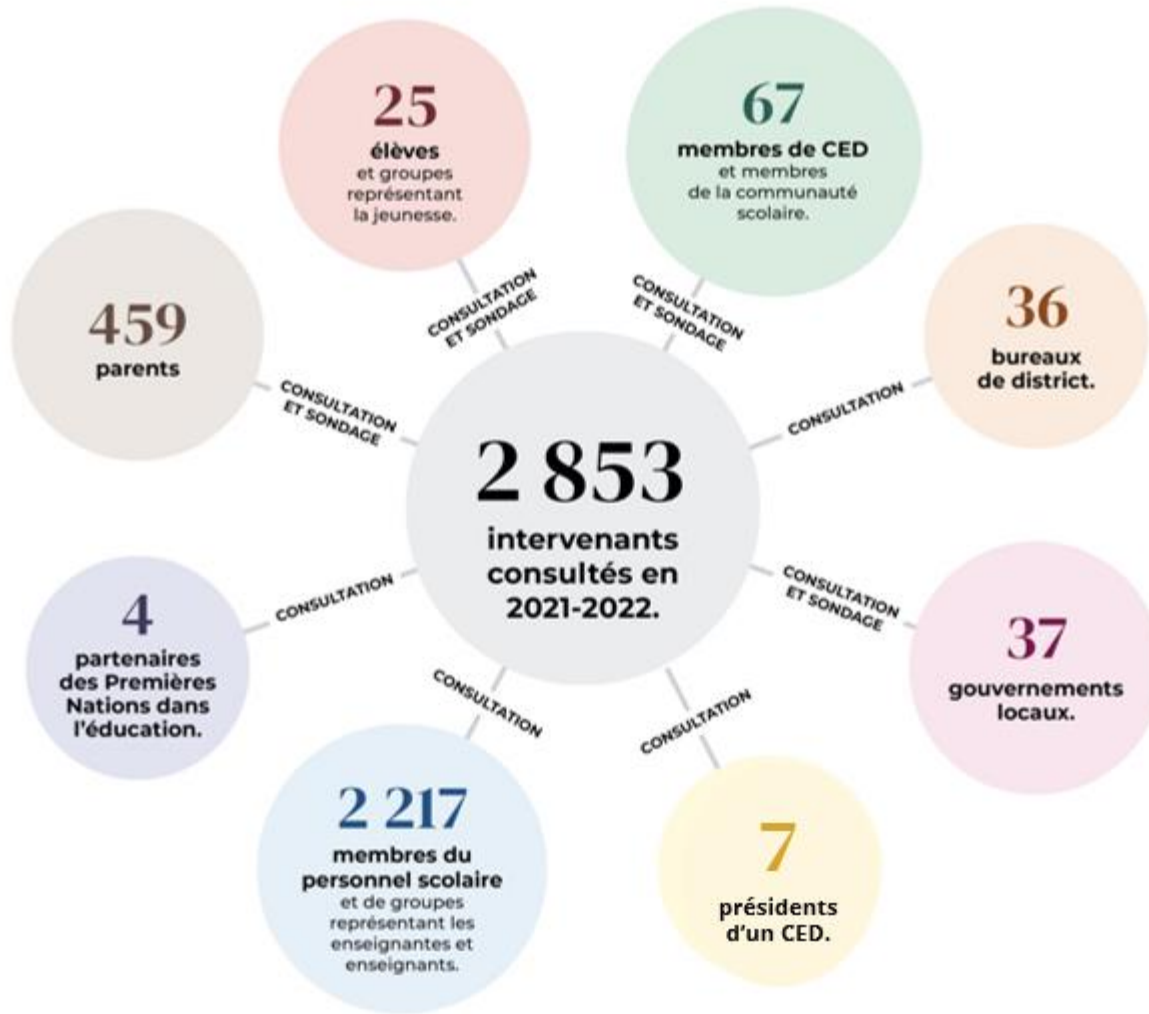 25
élèves
et groupes
représentant
la jeunesse.
67
membres de CED
et membres
de la communauté
scolaire.
CONSULTATION
ET SONDAGE
CONSULTATION
ET SONDAGE
459
parents
36
bureaux
de district.
CONSULTATION
ET SONDAGE
CONSULTATION
2 853
intervenants
consultés en
2021-2022.
CONSULTATION
CONSULTATION
ET SONDAGE
4
partenaires
des Premières
Nations dans
l'éducation.
37
gouvernements
locaux.
CONSULTATION
CONSULTATION
2 217
membres du
personnel scolaire
et de groupes
représentant les
enseignantes et
enseignants.
7
présidents
d'un CED.